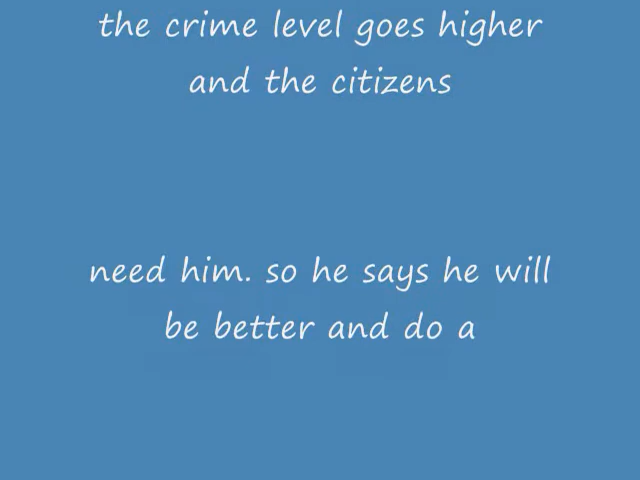 the crime level goes higher
and the citizens
need him. so he says he will
be better and do a